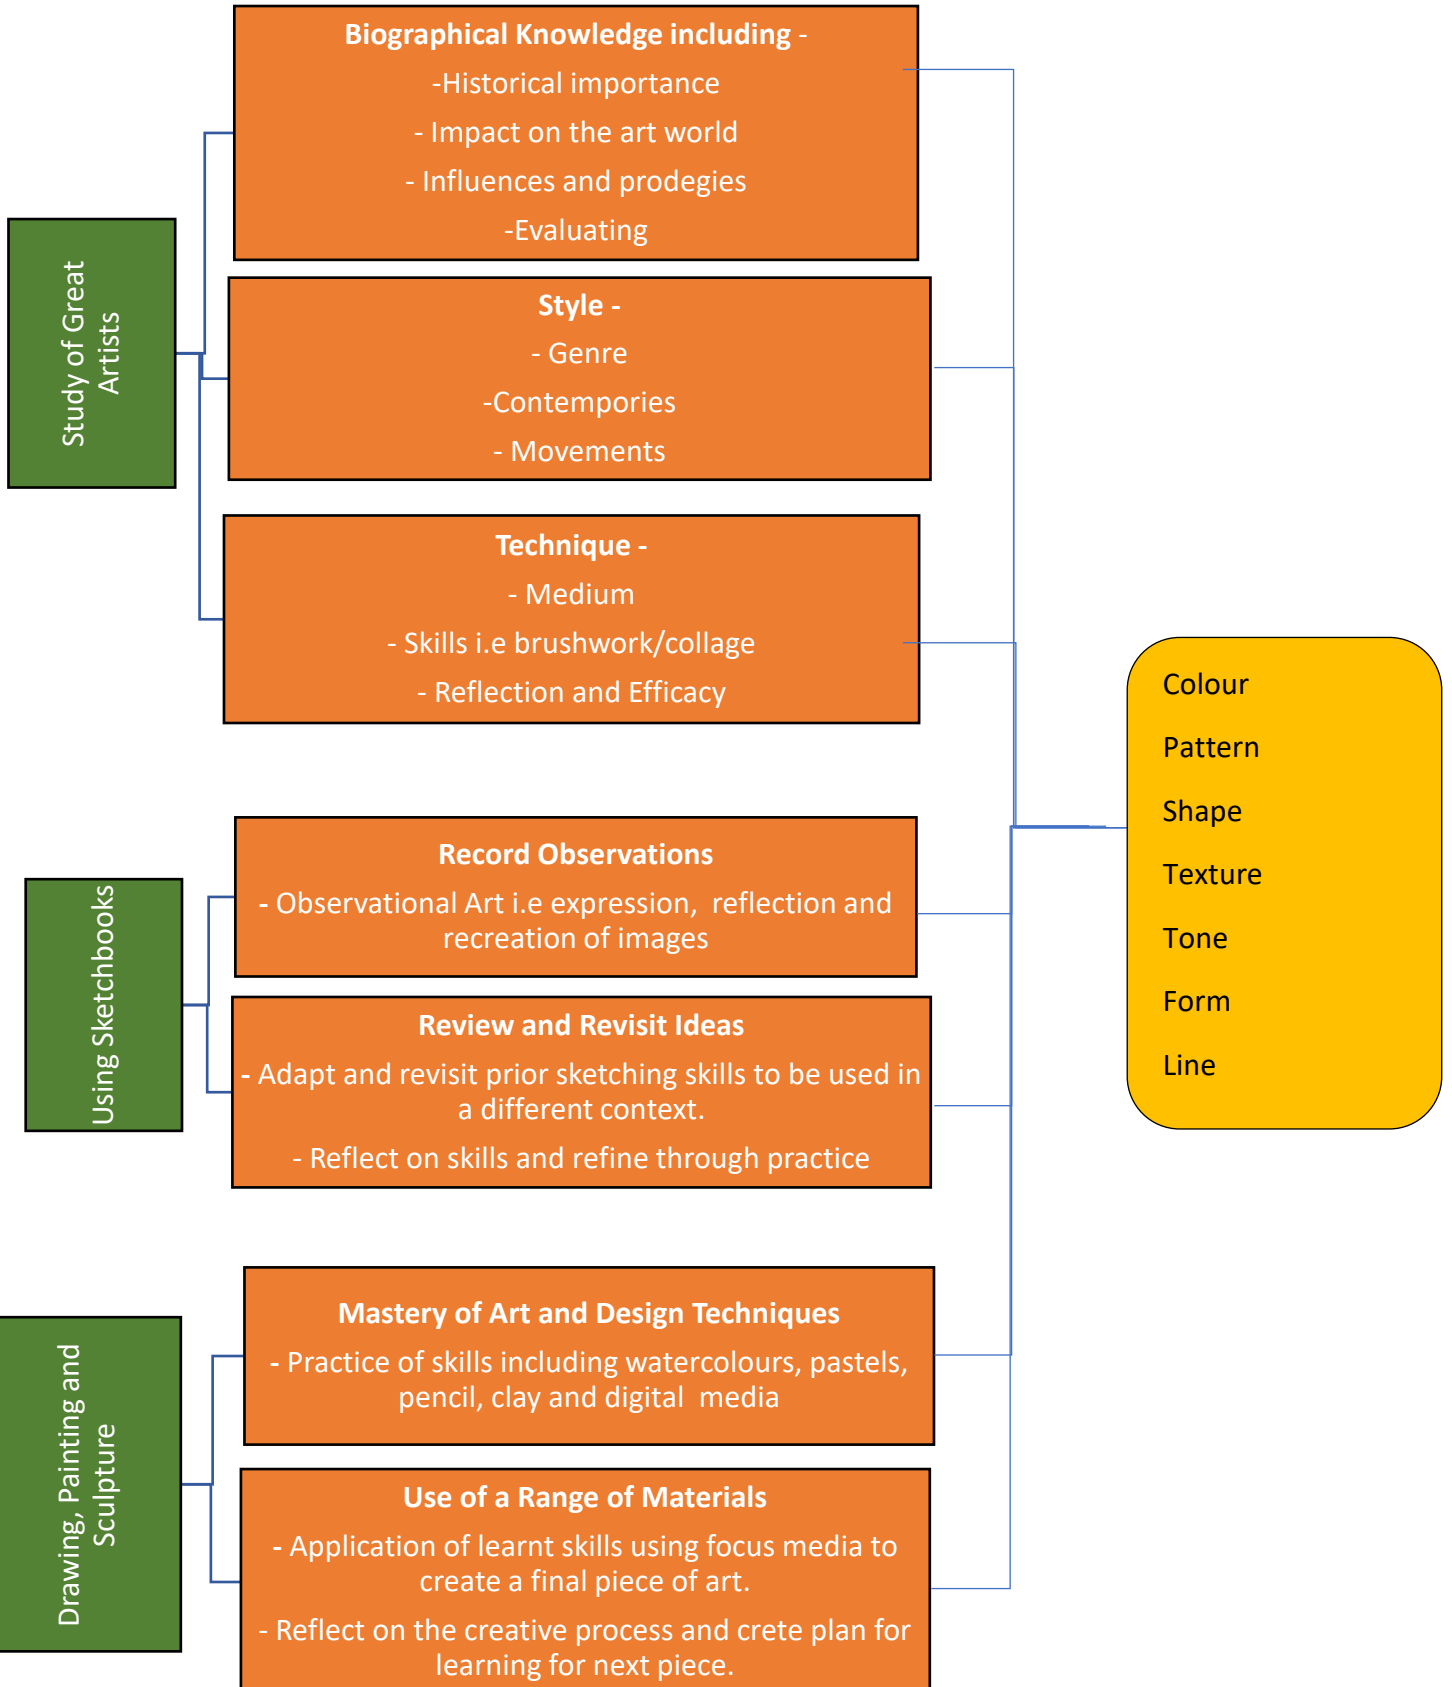 Study of Great
Artists
Biographical Knowledge including -
-Historical importance
- Impact on the art world
- Influences and prodegies
-Evaluating
Style -
- Genre
-Contempories
- Movements
Technique -
- Medium
- Skills i.e brushwork/collage
- Reflection and Efficacy
Using Sketchbooks
Record Observations
- Observational Art i.e expression, reflection and
recreation of images
Review and Revisit Ideas
- Adapt and revisit prior sketching skills to be used in
a different context.
- Reflect on skills and refine through practice
Drawing, Painting and
Sculpture
Mastery of Art and Design Techniques
- Practice of skills including watercolours, pastels,
pencil, clay and digital media
Use of a Range of Materials
- Application of learnt skills using focus media to
create a final piece of art.
- Reflect on the creative process and crete plan for
learning for next piece.
Colour
Pattern
Shape
Texture
Tone
Form
Line